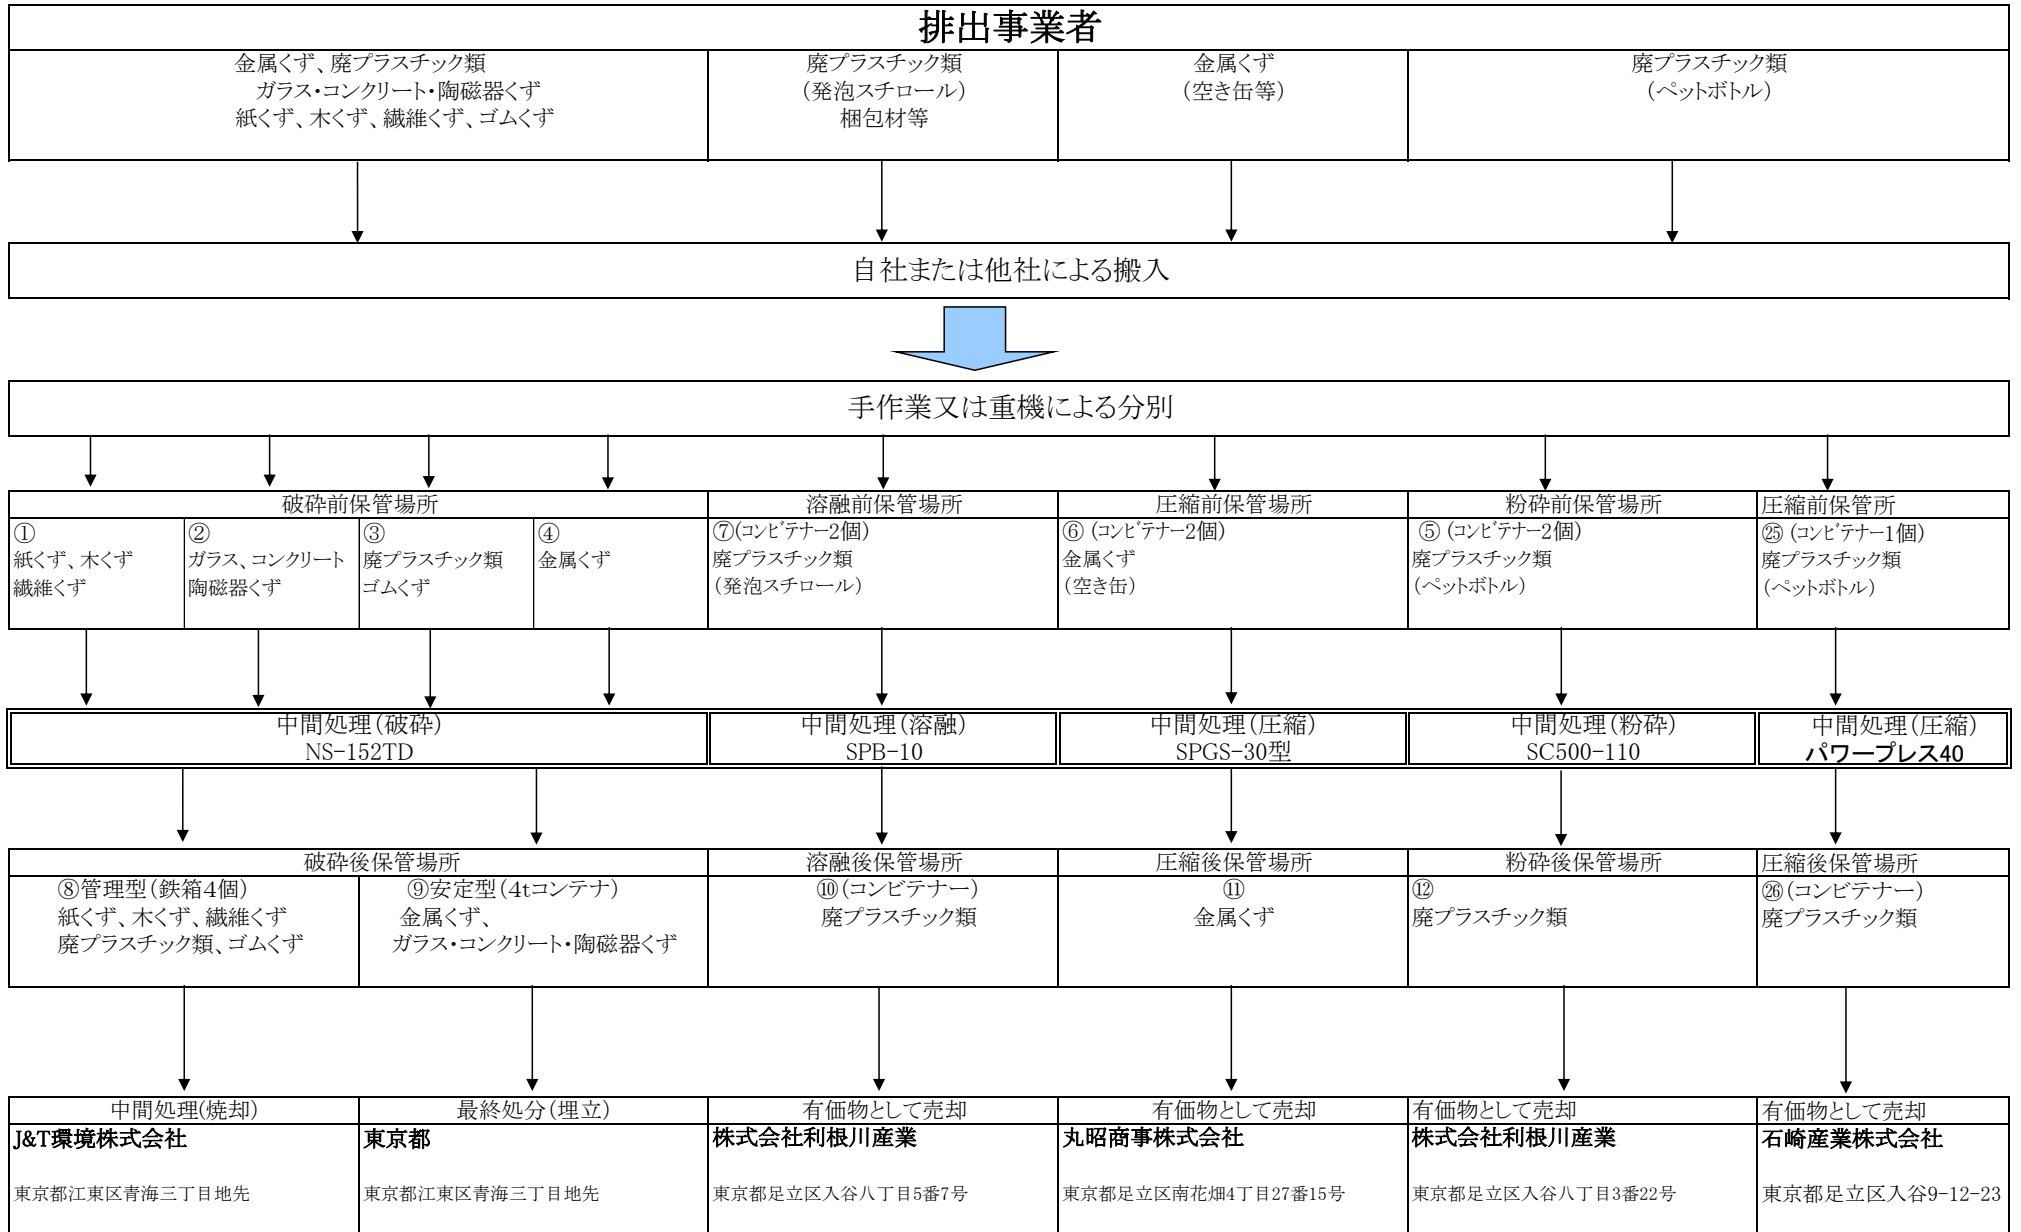 排出事業者
金属くず、廃プラスチック類
ガラス・コンクリート・陶磁器くず
紙くず、木くず、繊維くず、ゴムくず
廃プラスチック類
(発泡スチロール)
梱包材等
金属くず
(空き缶等)
廃プラスチック類
(ペットボトル)
自社または他社による搬入
手作業又は重機による分別
破砕前保管場所
①
紙くず、木くず
繊維くず
②
ガラス、コンクリート
陶磁器くず
③
廃プラスチック類
ゴムくず
④
金属くず
溶融前保管場所
⑦(コンビテナー2個)
廃プラスチック類
(発泡スチロール)
圧縮前保管場所
⑥ (コンビテナー2個)
金属くず
(空き缶)
粉砕前保管場所
⑤ (コンビテナー2個)
廃プラスチック類
(ペットボトル)
圧縮前保管所
㉕ (コンビテナー1個)
廃プラスチック類
(ペットボトル)
中間処理(破砕)
NS-152TD
中間処理(溶融)
SPB-10
中間処理(圧縮)
SPGS-30型
中間処理(粉砕)
SC500-110
中間処理(圧縮)
パワープレス40
破砕後保管場所
⑧管理型(鉄箱4個)
紙くず、木くず、繊維くず
廃プラスチック類、ゴムくず
⑨安定型(4tコンテナ)
金属くず、
ガラス・コンクリート・陶磁器くず
溶融後保管場所
⑩(コンビテナー)
廃プラスチック類
圧縮後保管場所
⑪
金属くず
粉砕後保管場所
⑫
廃プラスチック類
圧縮後保管場所
㉖(コンビテナー)
廃プラスチック類
中間処理(焼却)
J&T環境株式会社
東京都江東区青海三丁目地先
最終処分(埋立)
東京都
東京都江東区青海三丁目地先
有価物として売却
株式会社利根川産業
東京都足立区入谷八丁目5番7号
有価物として売却
丸昭商事株式会社
東京都足立区南花畑4丁目27番15号
有価物として売却
株式会社利根川産業
東京都足立区入谷八丁目3番22号
有価物として売却
石崎産業株式会社
東京都足立区入谷9-12-23